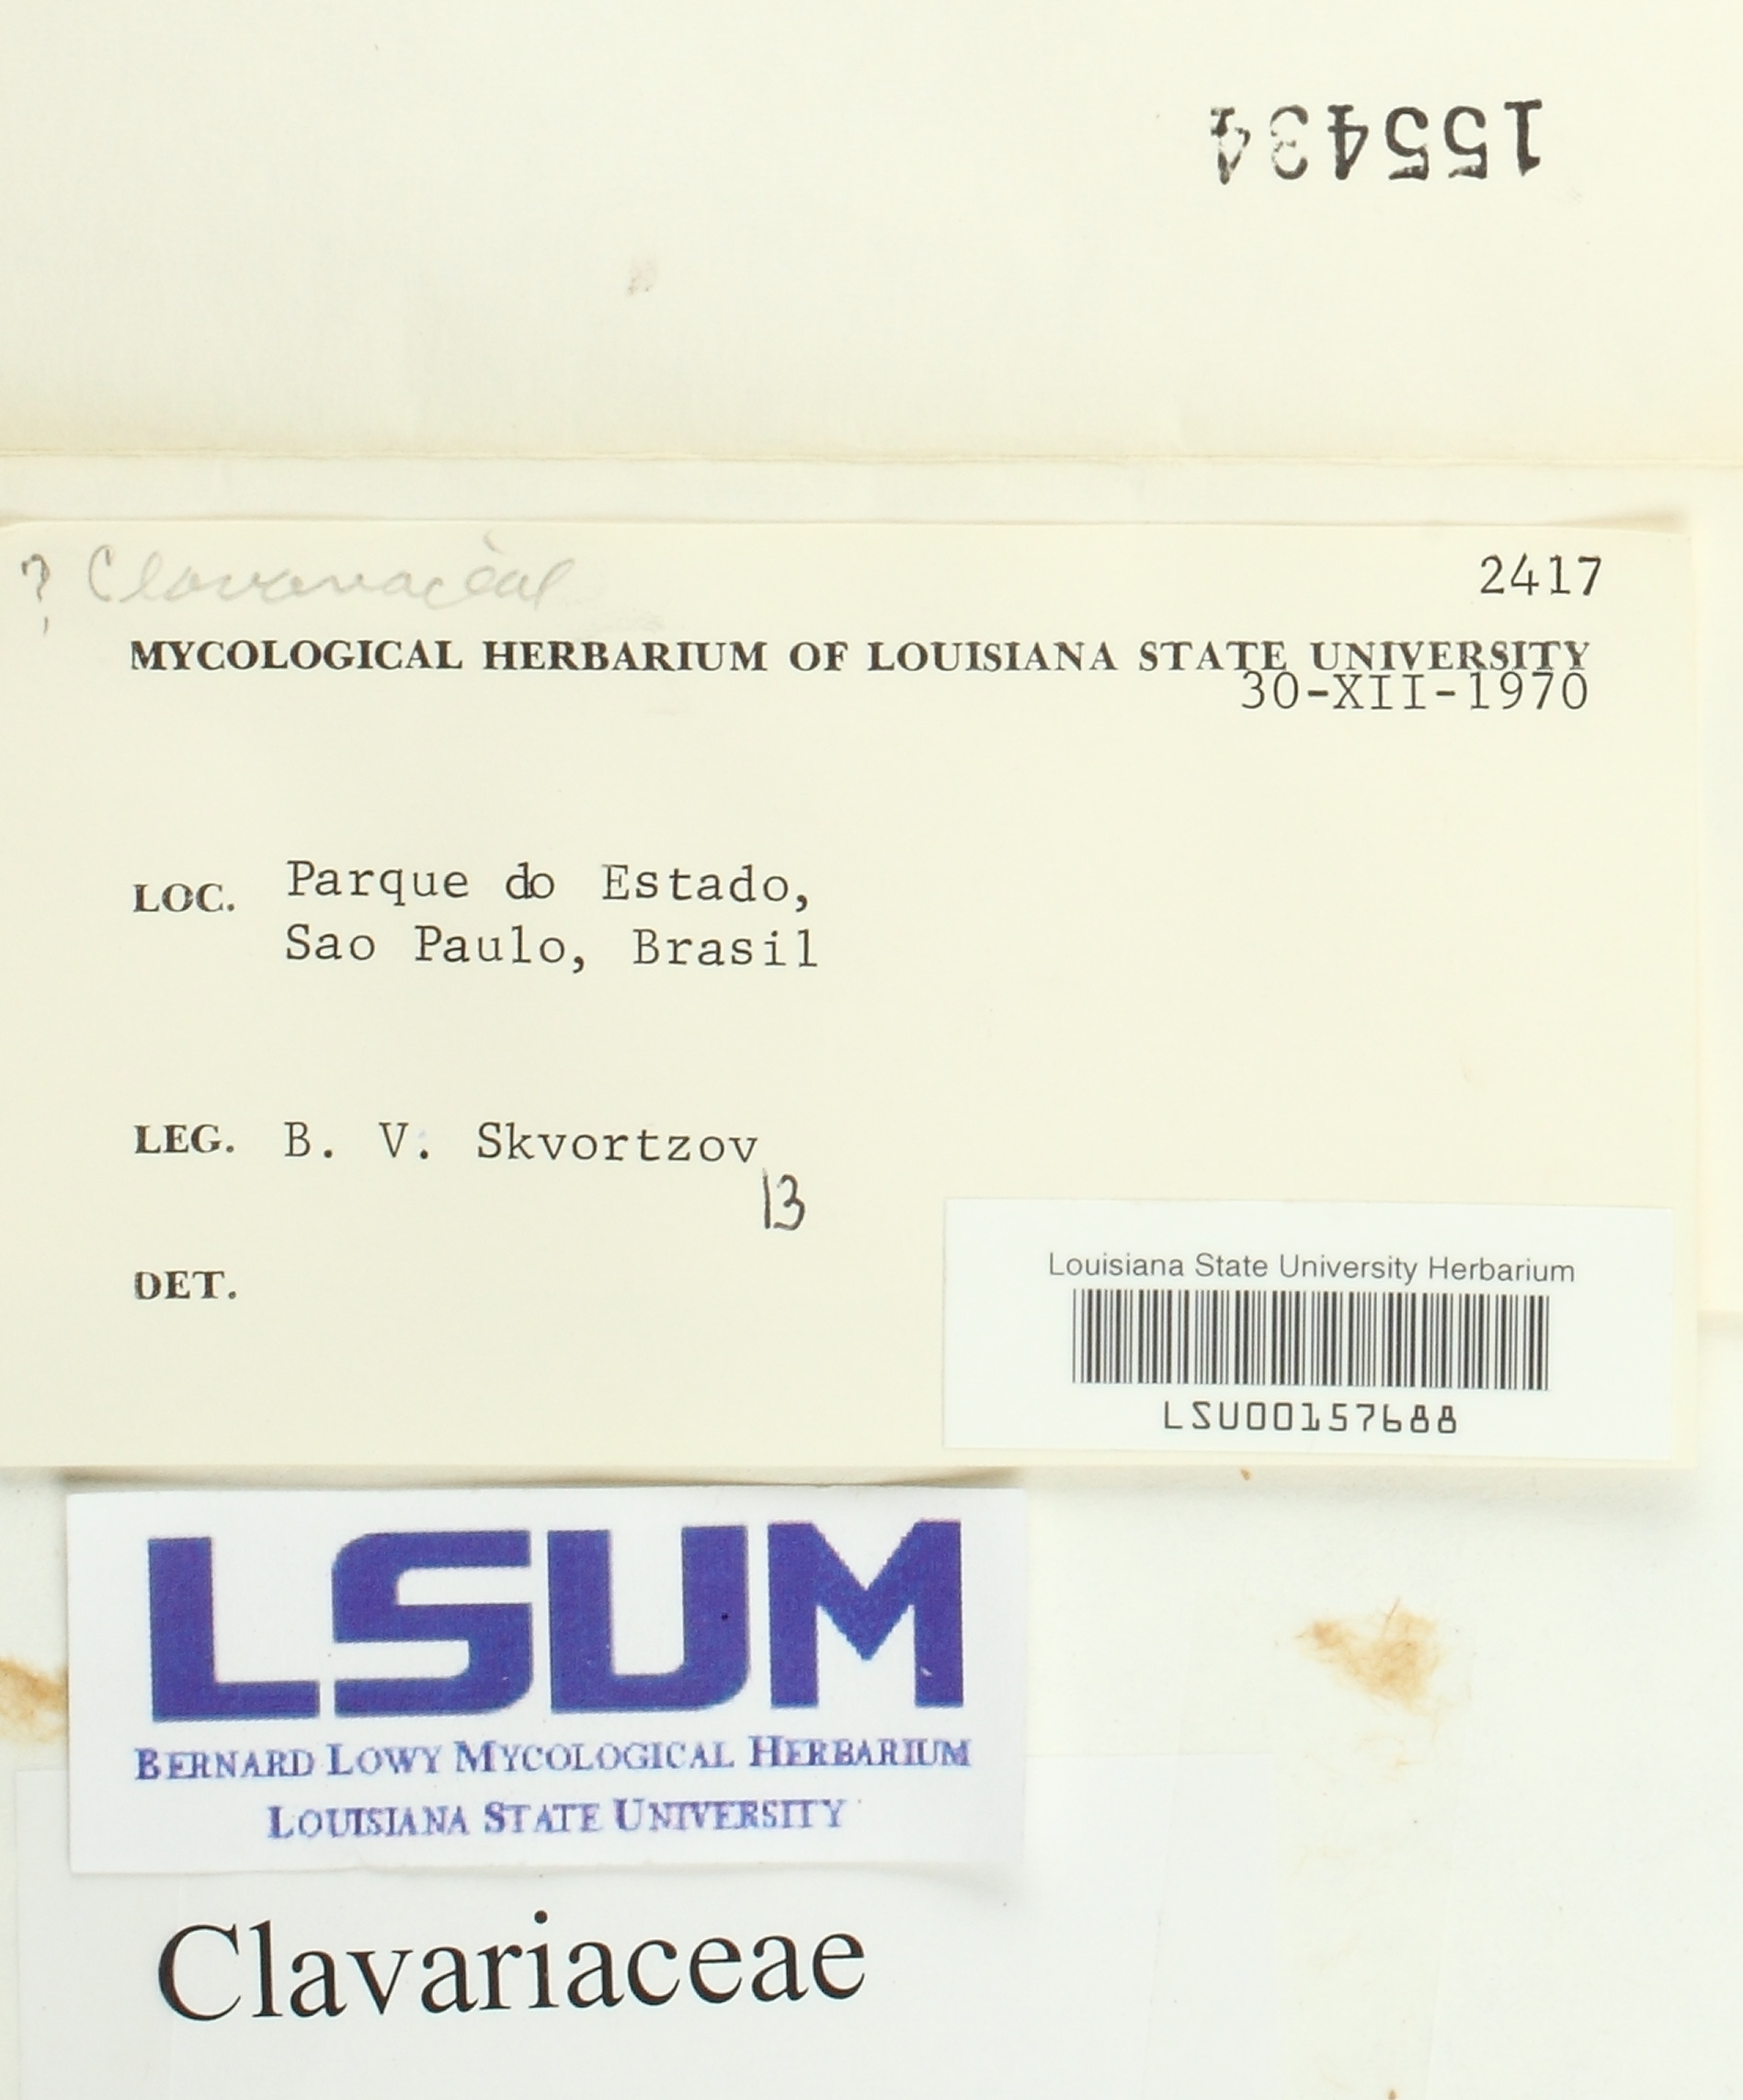 155434
? Clavariaceae
2417
MYCOLOGICAL HERBARIUM OF LOUISIANA STATE UNIVERSITY
30-XII-1970
LOC. Parque do Estado,
Sao Paulo, Brasil
LEG. B. V. Skvortzov
13
DET.
Louisiana State University Herbarium
LSU00157688
LSUM
BERNARD LOWY MYCOLOGICAL HERBARIUM
LOUISIANA STATE UNIVERSITY
Clavariaceae